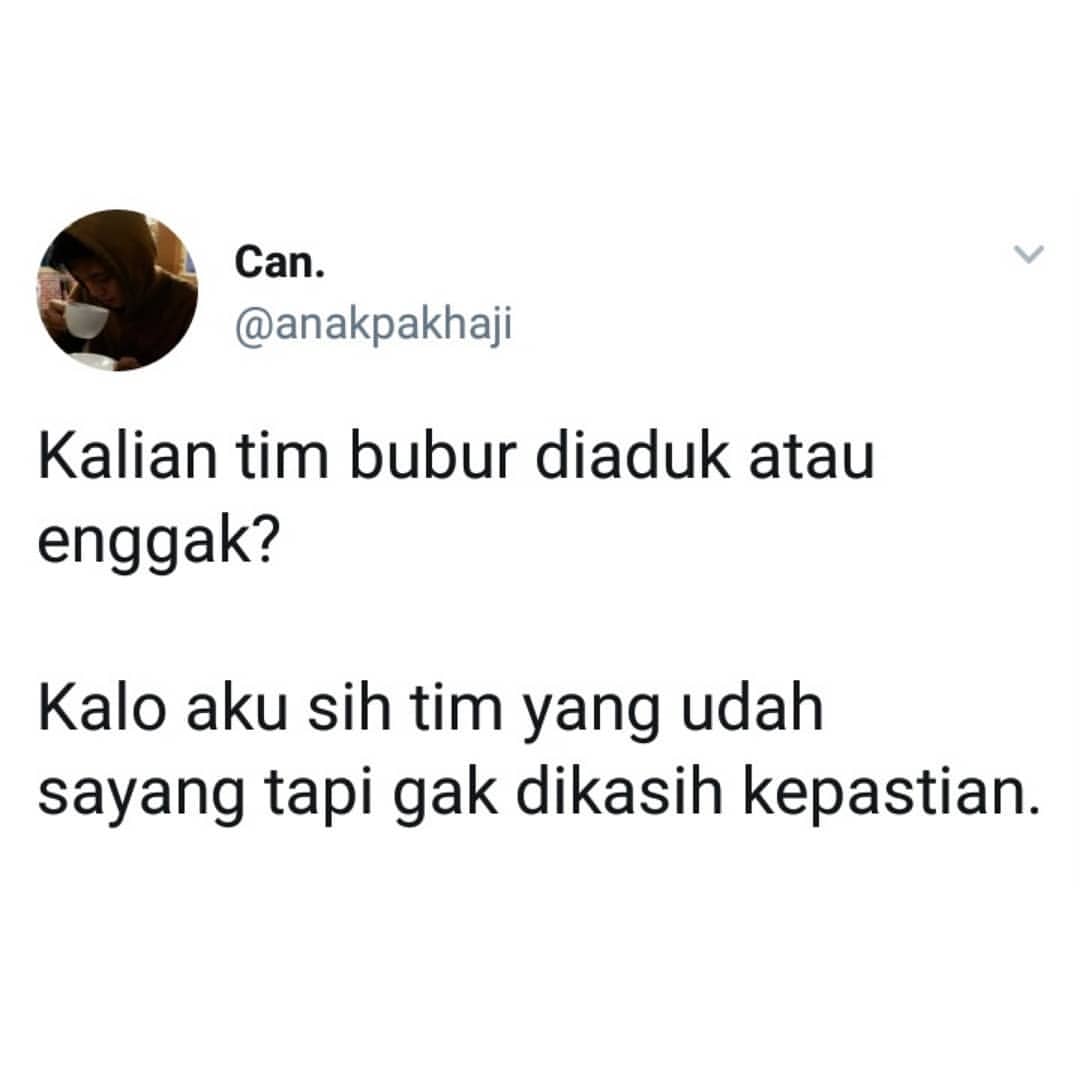 Can.
@anakpakhaji
Kalian tim bubur diaduk atau
enggak?
Kalo aku sih tim yang udah
sayang tapi gak dikasih kepastian.